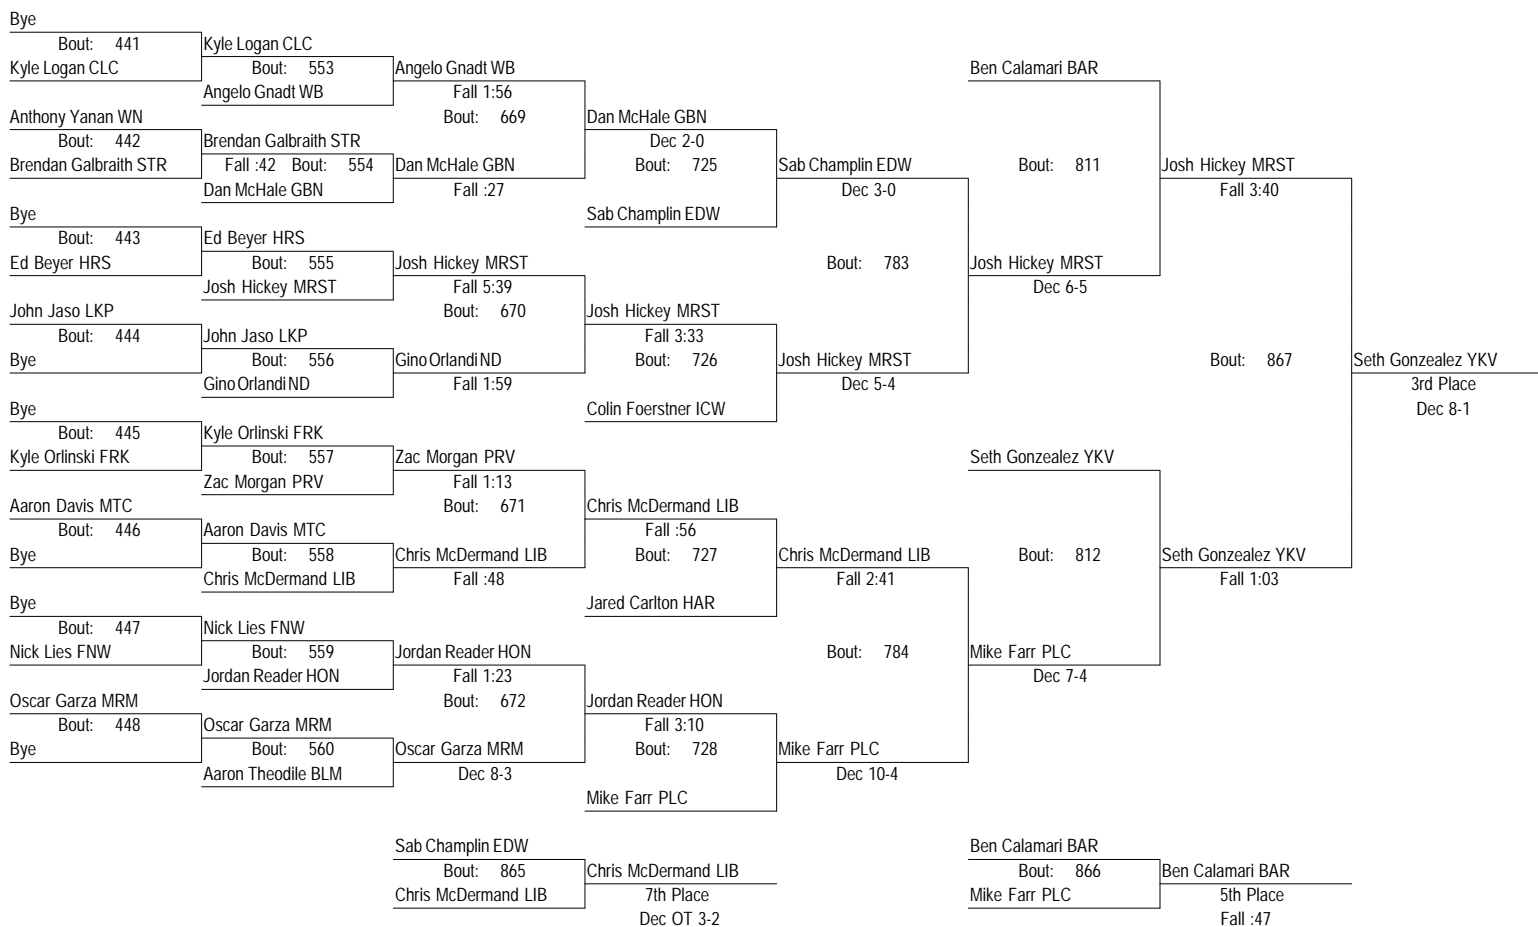 Bye
Bout: 441 Kyle Logan CLC
Kyle Logan CLC Bout: 553 Angelo Gnadt WB Ben Calamari BAR
Angelo Gnadt WB Fall 1:56
Anthony Yanan WN Bout: 669 Dan McHale GBN
Bout: 442 Brendan Galbraith STR Dec 2-0
Brendan Galbraith STR Fall :42 Bout: 554 Dan McHale GBN Bout: 725 Sab Champlin EDW Bout: 811 Josh Hickey MRST
Dan McHale GBN Fall :27 Dec 3-0 Fall 3:40
Bye Sab Champlin EDW
Bout: 443 Ed Beyer HRS
Ed Beyer HRS Bout: 555 Josh Hickey MRST Bout: 783 Josh Hickey MRST
Josh Hickey MRST Fall 5:39 Dec 6-5
John Jaso LKP Bout: 670 Josh Hickey MRST
Bout: 444 John Jaso LKP Fall 3:33
Bye Bout: 556 Gino Orlandi ND Bout: 726 Josh Hickey MRST Bout: 867 Seth Gonzealez YKV
Gino Orlandi ND Fall 1:59 Dec 5-4 3rd Place
Bye Colin Foerstner ICW Dec 8-1
Bout: 445 Kyle Orlinski FRK
Kyle Orlinski FRK Bout: 557 Zac Morgan PRV Seth Gonzealez YKV
Zac Morgan PRV Fall 1:13
Aaron Davis MTC Bout: 671 Chris McDermand LIB
Bout: 446 Aaron Davis MTC Fall :56
Bye Bout: 558 Chris McDermand LIB Bout: 727 Chris McDermand LIB Bout: 812 Seth Gonzealez YKV
Chris McDermand LIB Fall :48 Fall 2:41 Fall 1:03
Bye Jared Carlton HAR
Bout: 447 Nick Lies FNW
Nick Lies FNW Bout: 559 Jordan Reader HON Bout: 784 Mike Farr PLC
Jordan Reader HON Fall 1:23 Dec 7-4
Oscar Garza MRM Bout: 672 Jordan Reader HON
Bout: 448 Oscar Garza MRM Fall 3:10
Bye Bout: 560 Oscar Garza MRM Bout: 728 Mike Farr PLC
Aaron Theodile BLM Dec 8-3 Dec 10-4
Mike Farr PLC
Sab Champlin EDW Ben Calamari BAR
Bout: 865 Chris McDermand LIB Bout: 866 Ben Calamari BAR
Chris McDermand LIB 7th Place Mike Farr PLC 5th Place
Dec OT 3-2 Fall :47